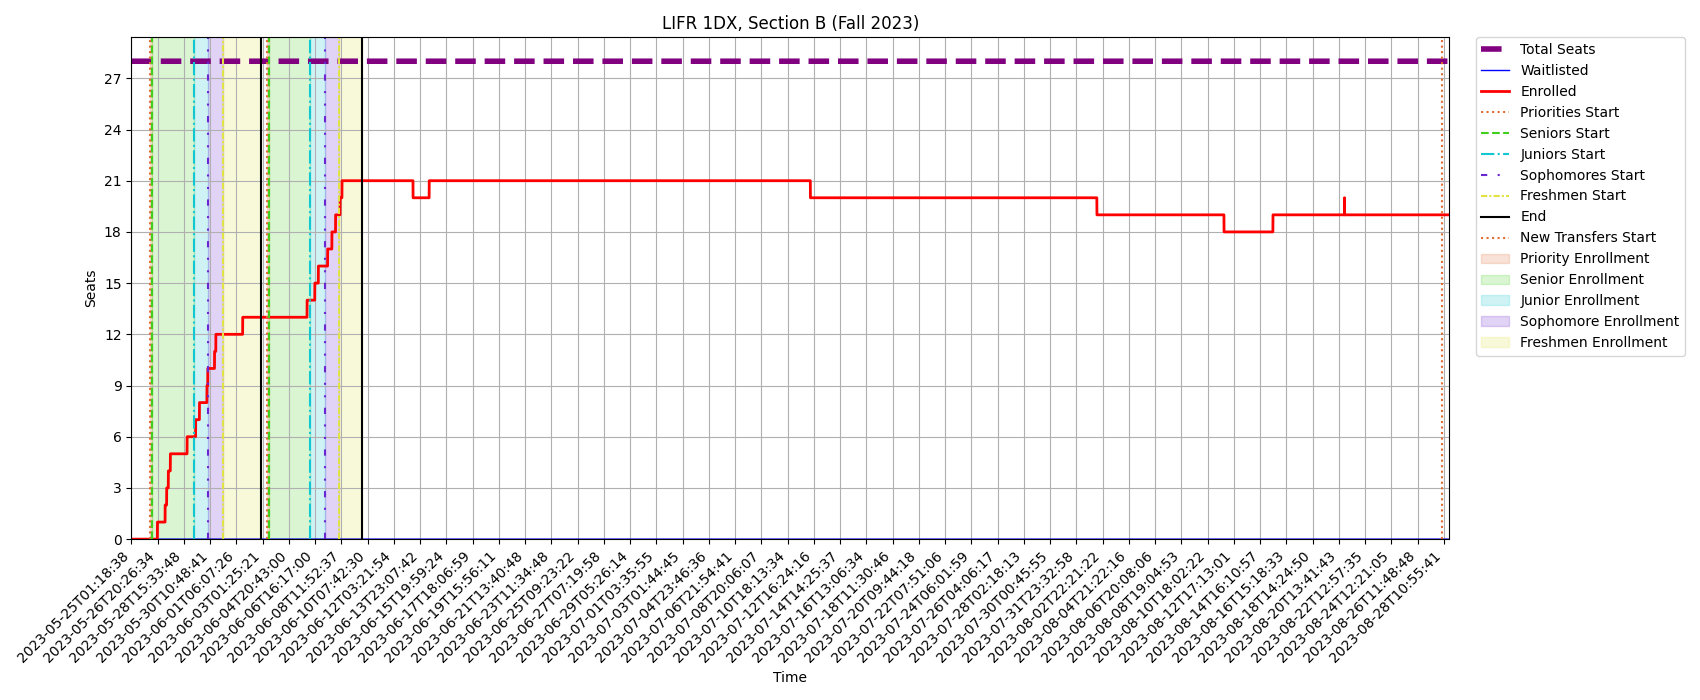 LIFR 1DX, Section B (Fall 2023)
Total Seats
Waitlisted
Enrolled
Priorities Start
Seniors Start
Juniors Start
Sophomores Start
Freshmen Start
End
New Transfers Start
Priority Enrollment
Senior Enrollment
Junior Enrollment
Sophomore Enrollment
Freshmen Enrollment
Seats
27
24
21
18
15
12
9
6
3
0
2023-05-25T01:18:38
2023-05-26T20:26:34
2023-05-28T15:33:48
2023-05-30T10:48:41
2023-06-01T06:07:26
2023-06-03T01:25:21
2023-06-04T20:43:00
2023-06-06T16:17:00
2023-06-08T11:52:37
2023-06-10T07:42:30
2023-06-12T03:21:54
2023-06-13T23:07:42
2023-06-15T19:59:24
2023-06-17T18:06:59
2023-06-19T15:56:11
2023-06-21T13:40:48
2023-06-23T11:34:48
2023-06-25T09:23:22
2023-06-27T07:19:58
2023-06-29T05:26:14
2023-07-01T03:35:55
2023-07-03T01:44:45
2023-07-04T23:46:36
2023-07-06T21:54:41
2023-07-08T20:06:07
2023-07-10T18:13:34
2023-07-12T16:24:16
2023-07-14T14:25:37
2023-07-16T13:06:34
2023-07-18T11:30:46
2023-07-20T09:44:18
2023-07-22T07:51:06
2023-07-24T06:01:59
2023-07-26T04:06:17
2023-07-28T02:18:13
2023-07-30T00:45:55
2023-07-31T23:32:58
2023-08-02T22:21:22
2023-08-04T21:22:16
2023-08-06T20:08:06
2023-08-08T19:04:53
2023-08-10T18:02:22
2023-08-12T17:13:01
2023-08-14T16:10:57
2023-08-16T15:18:33
2023-08-18T14:24:50
2023-08-20T13:41:43
2023-08-22T12:57:35
2023-08-24T12:21:05
2023-08-26T11:48:48
2023-08-28T10:55:41
Time